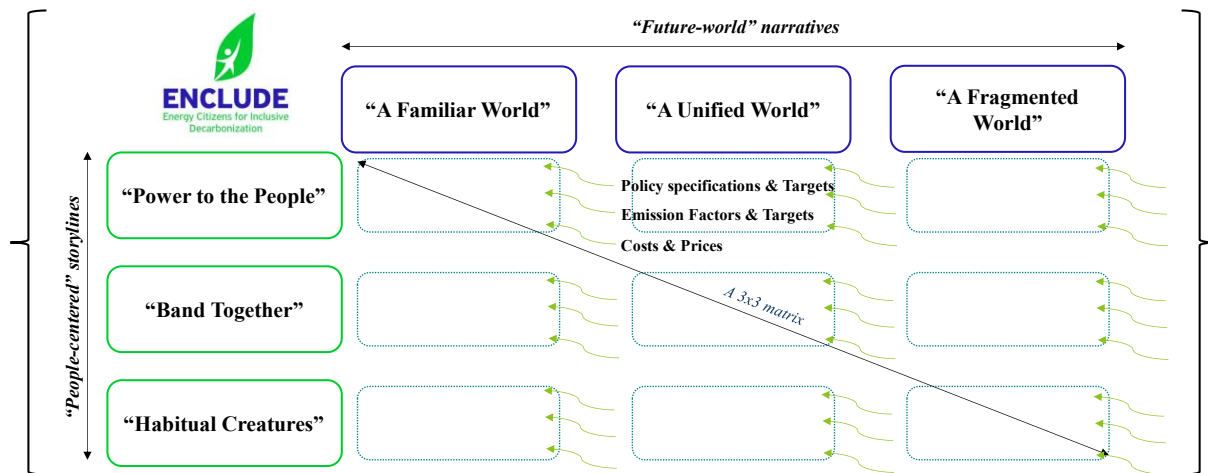 “Future-world” narratives
ENCLUDE
Energy Citizens for Inclusive
Decarbonization
“A Familiar World”
“A Unified World”
“A Fragmented
World”
“People-centered” storylines
“Power to the People”
Policy specifications & Targets
Emission Factors & Targets
Costs & Prices
“Band Together”
A 3x3 matrix
“Habitual Creatures”